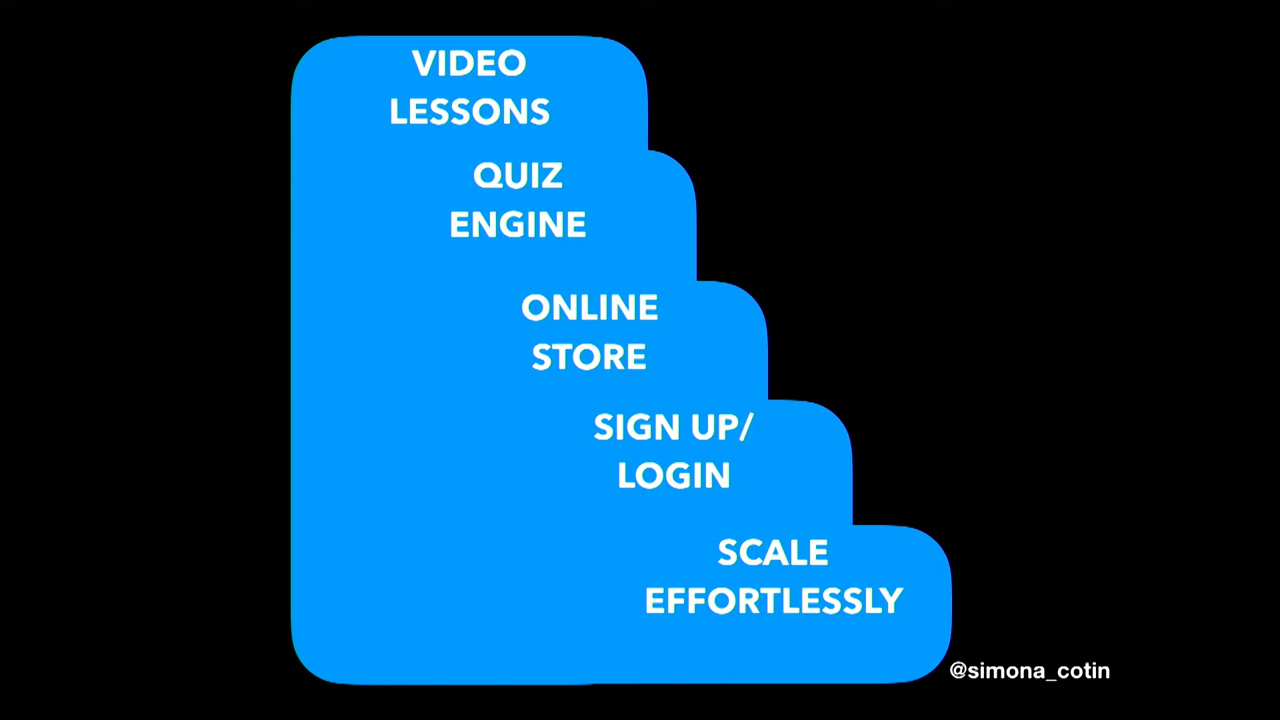 VIDEO
LESSONS
QUIZ
ENGINE
ONLINE
STORE
SIGN UP/
LOGIN
SCALE
EFFORTLESSLY
@simona_cotin